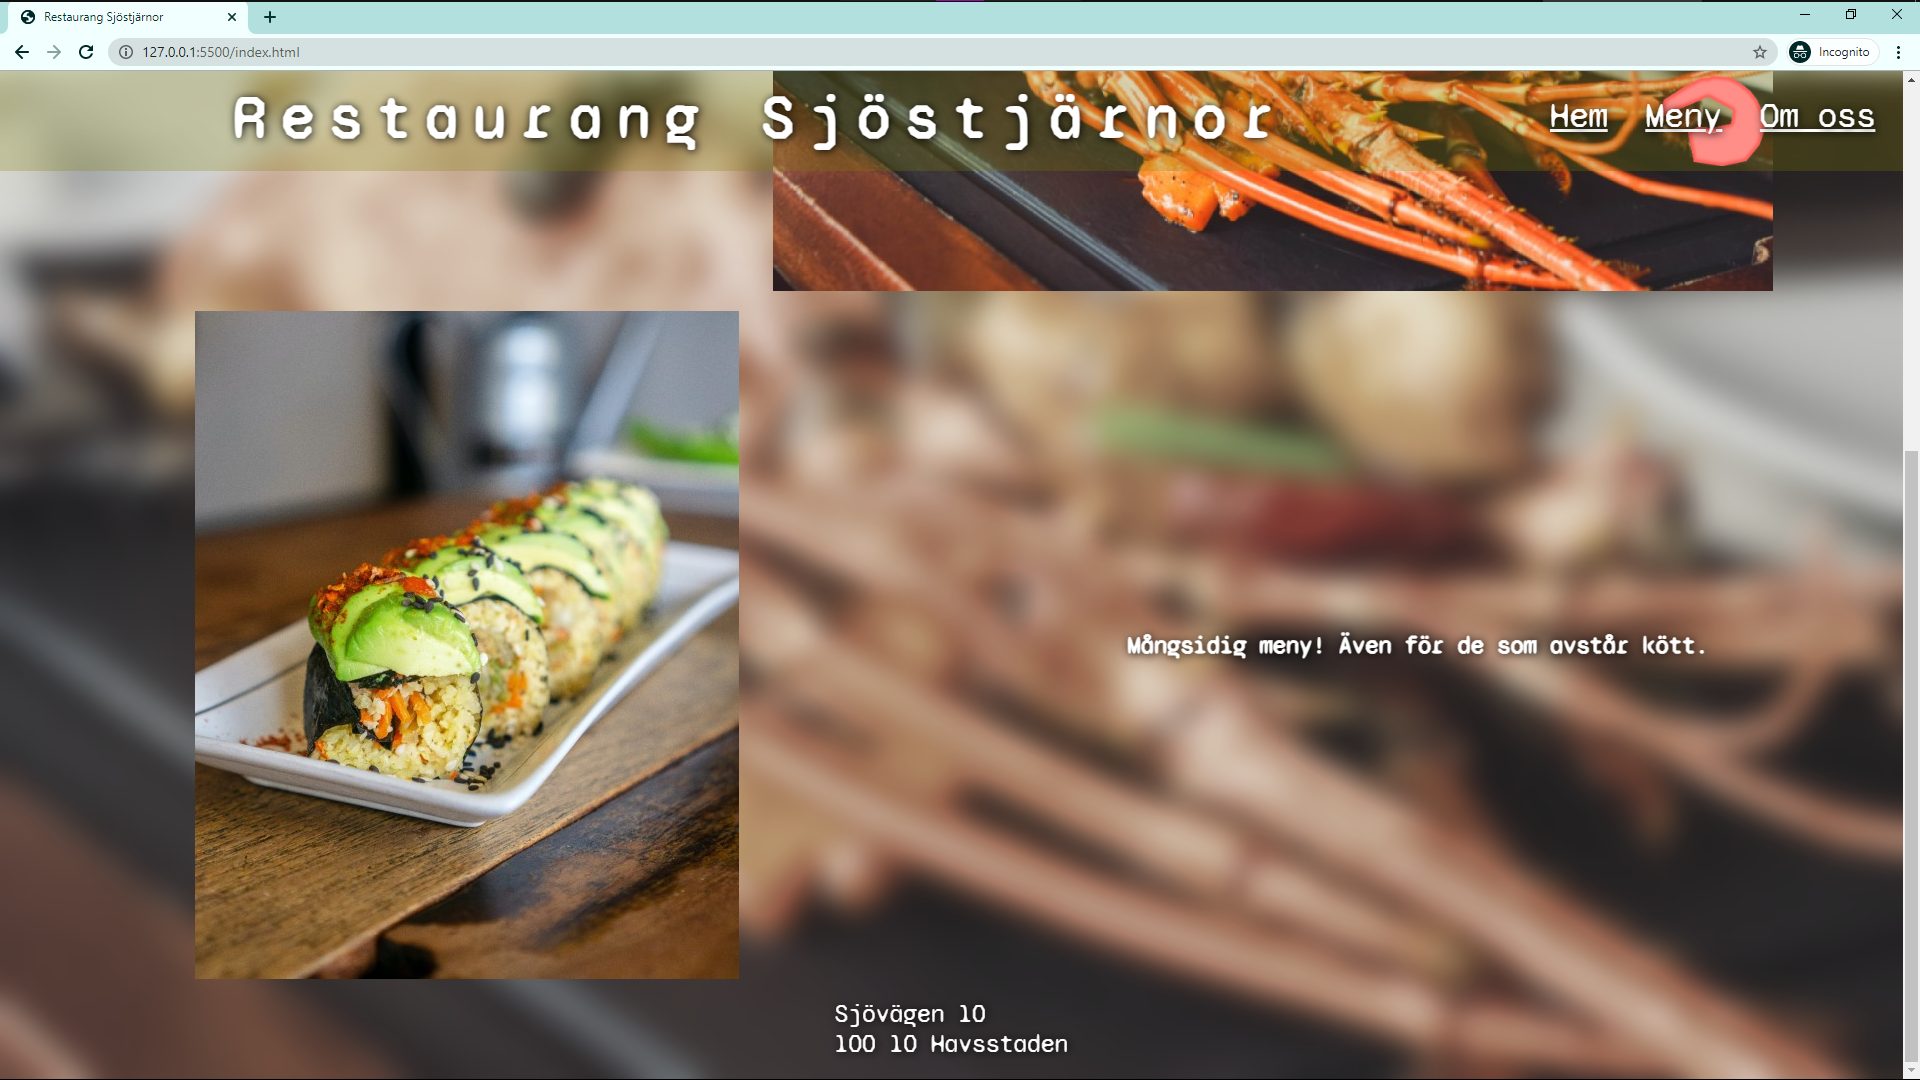 Restaurang Sjöstjärnor
127.0.0.1:5500/index.html
Incognito
Restaurang Sjöstjärnor
Hem Meny Om oss
Mångsidig meny! Även för de som avstår kött.
Sjövägen 10
100 10 Havsstaden